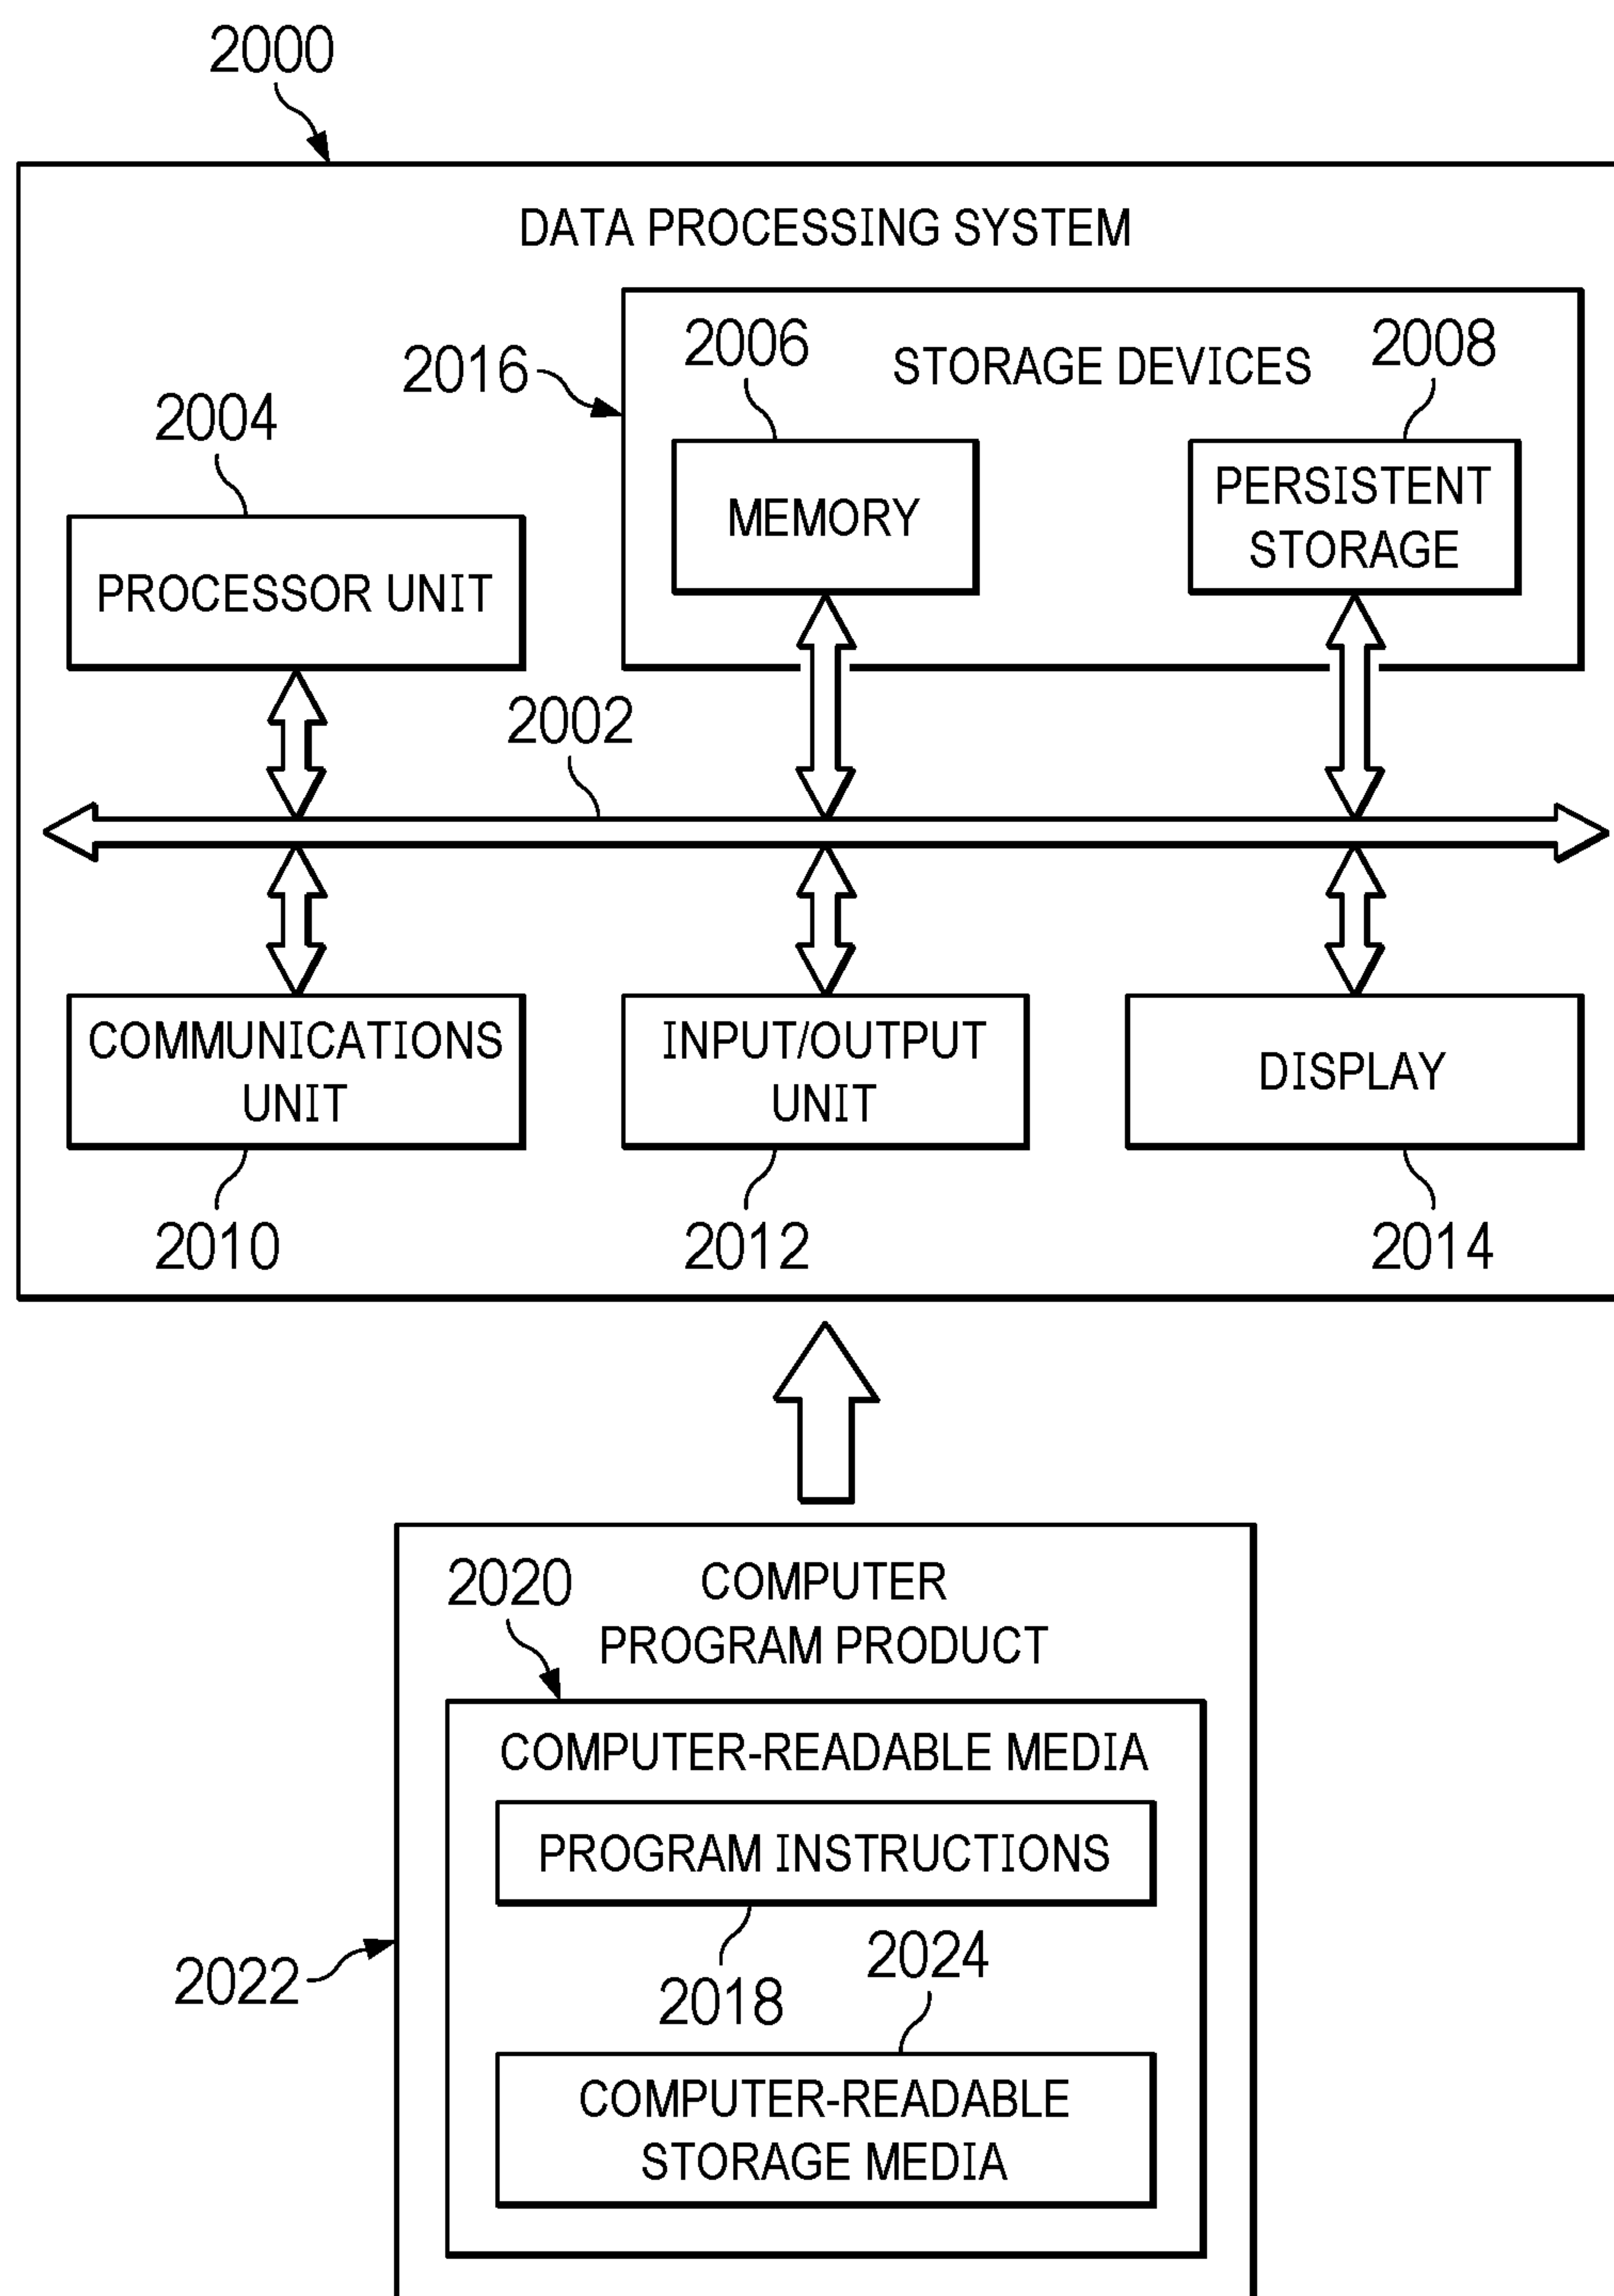 2000
DATA PROCESSING SYSTEM
2016
2006
STORAGE DEVICES
2008
2004
MEMORY
PERSISTENT
STORAGE
PROCESSOR UNIT
2002
COMMUNICATIONS
UNIT
INPUT/OUTPUT
UNIT
DISPLAY
2010
2012
2014
2020
COMPUTER
PROGRAM PRODUCT
COMPUTER-READABLE MEDIA
PROGRAM INSTRUCTIONS
2022
2018
2024
COMPUTER-READABLE
STORAGE MEDIA